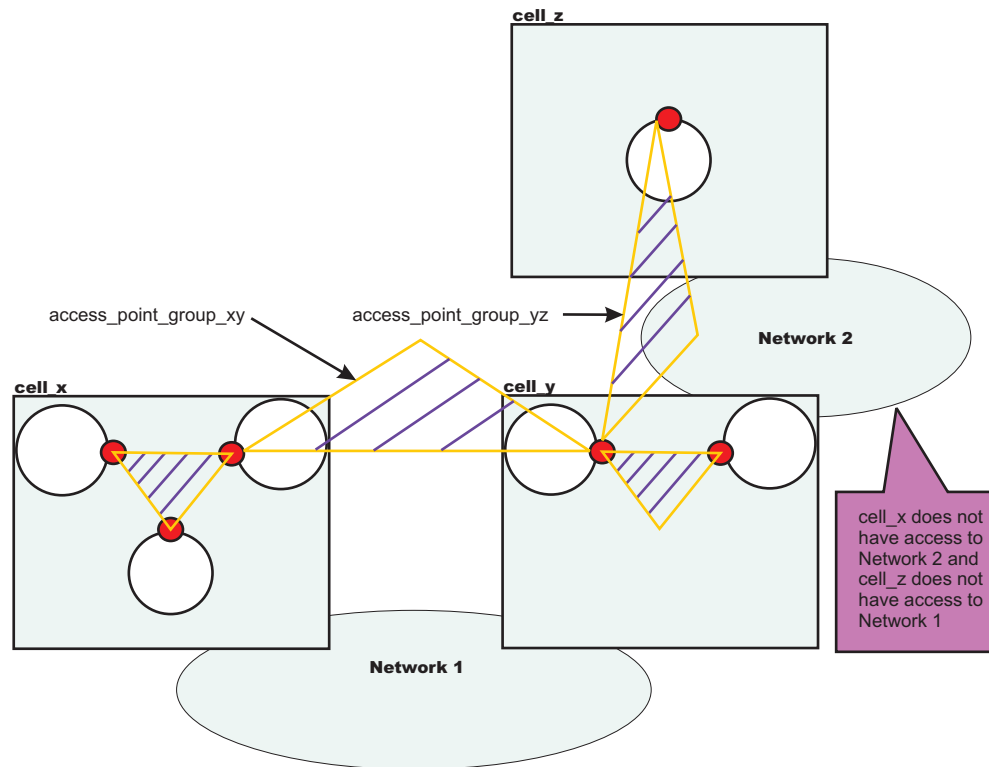 cell_z
access_point_group_xy
access_point_group_yz
Network 2
cell_x
cell_y
cell_x does not
have access to
Network 2 and
cell_z does not
have access to
Network 1
Network 1